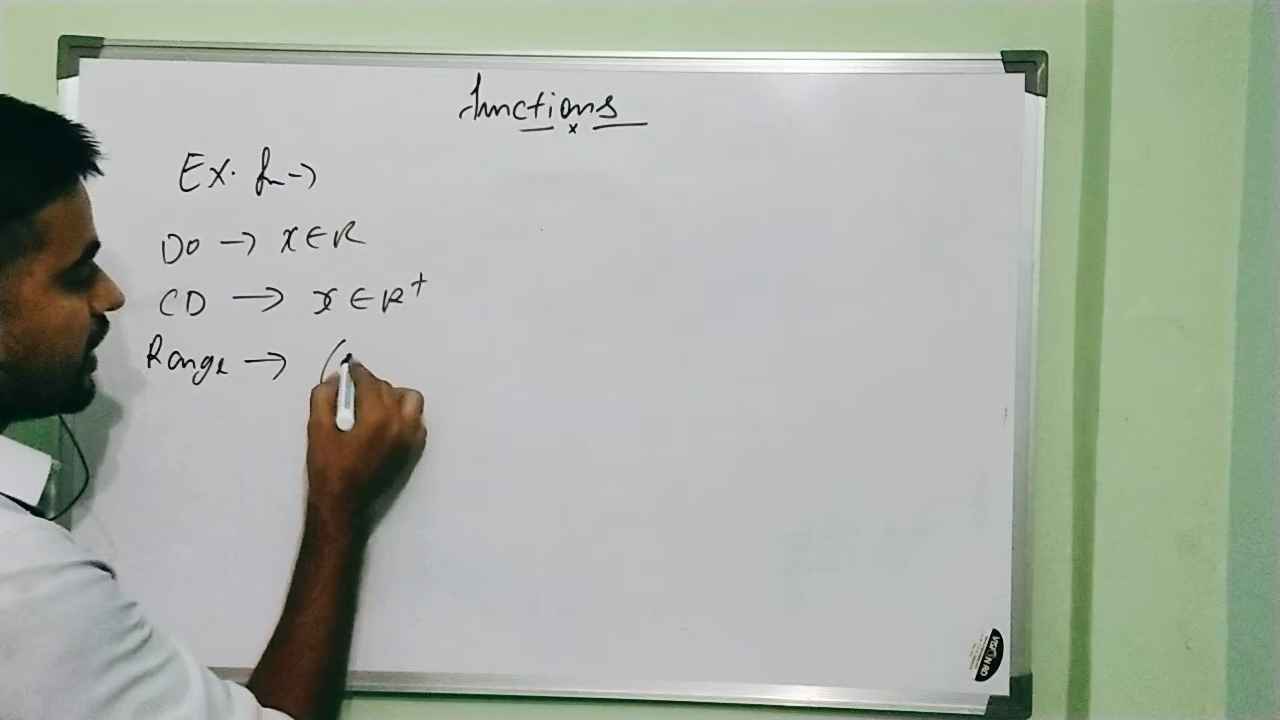 functions
x
Ex. fn →
DO → x ∈ R
CD → x ∈ R⁺
Range → (